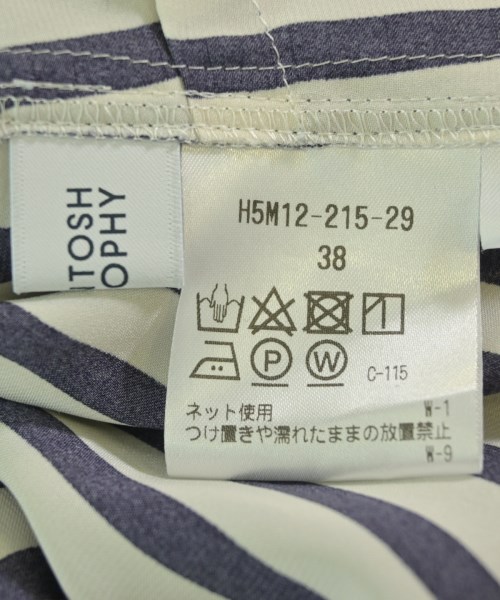 NTOSH
OPHY
H5M12-215-29
38
P W C-115
ネット使用 W-1
つけ置きや濡れたままの放置禁止
W-9